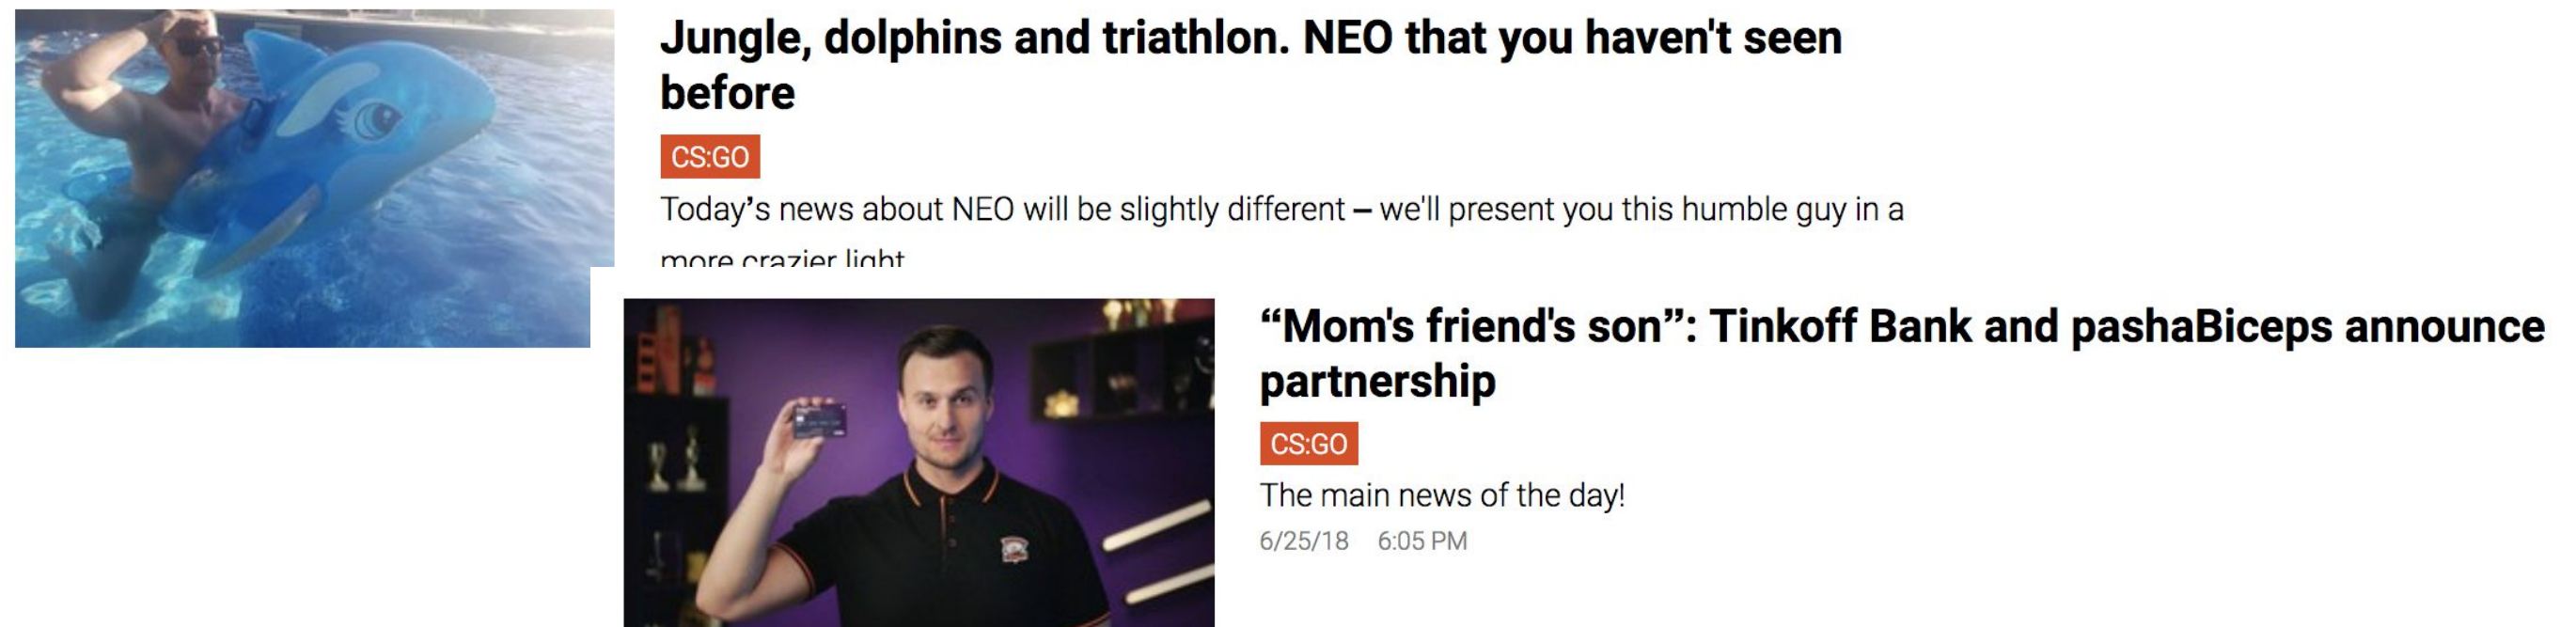 Jungle, dolphins and triathlon. NEO that you haven't seen
before
CS:GO
Today’s news about NEO will be slightly different – we'll present you this humble guy in a
more crazier light
“Mom's friend's son”: Tinkoff Bank and pashaBiceps announce
partnership
CS:GO
The main news of the day!
6/25/18 6:05 PM